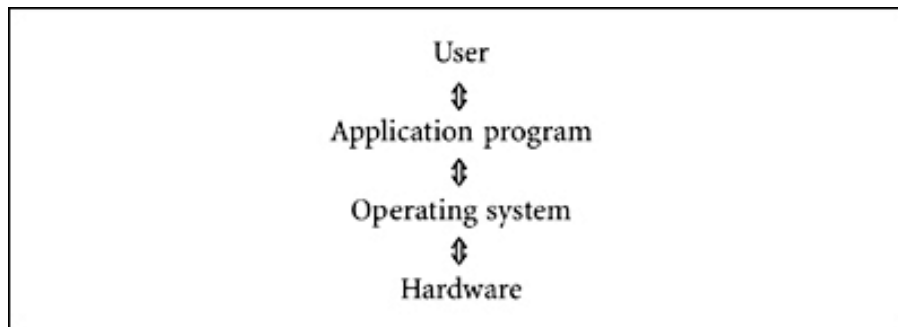 User
⇕
Application program
⇕
Operating system
⇕
Hardware